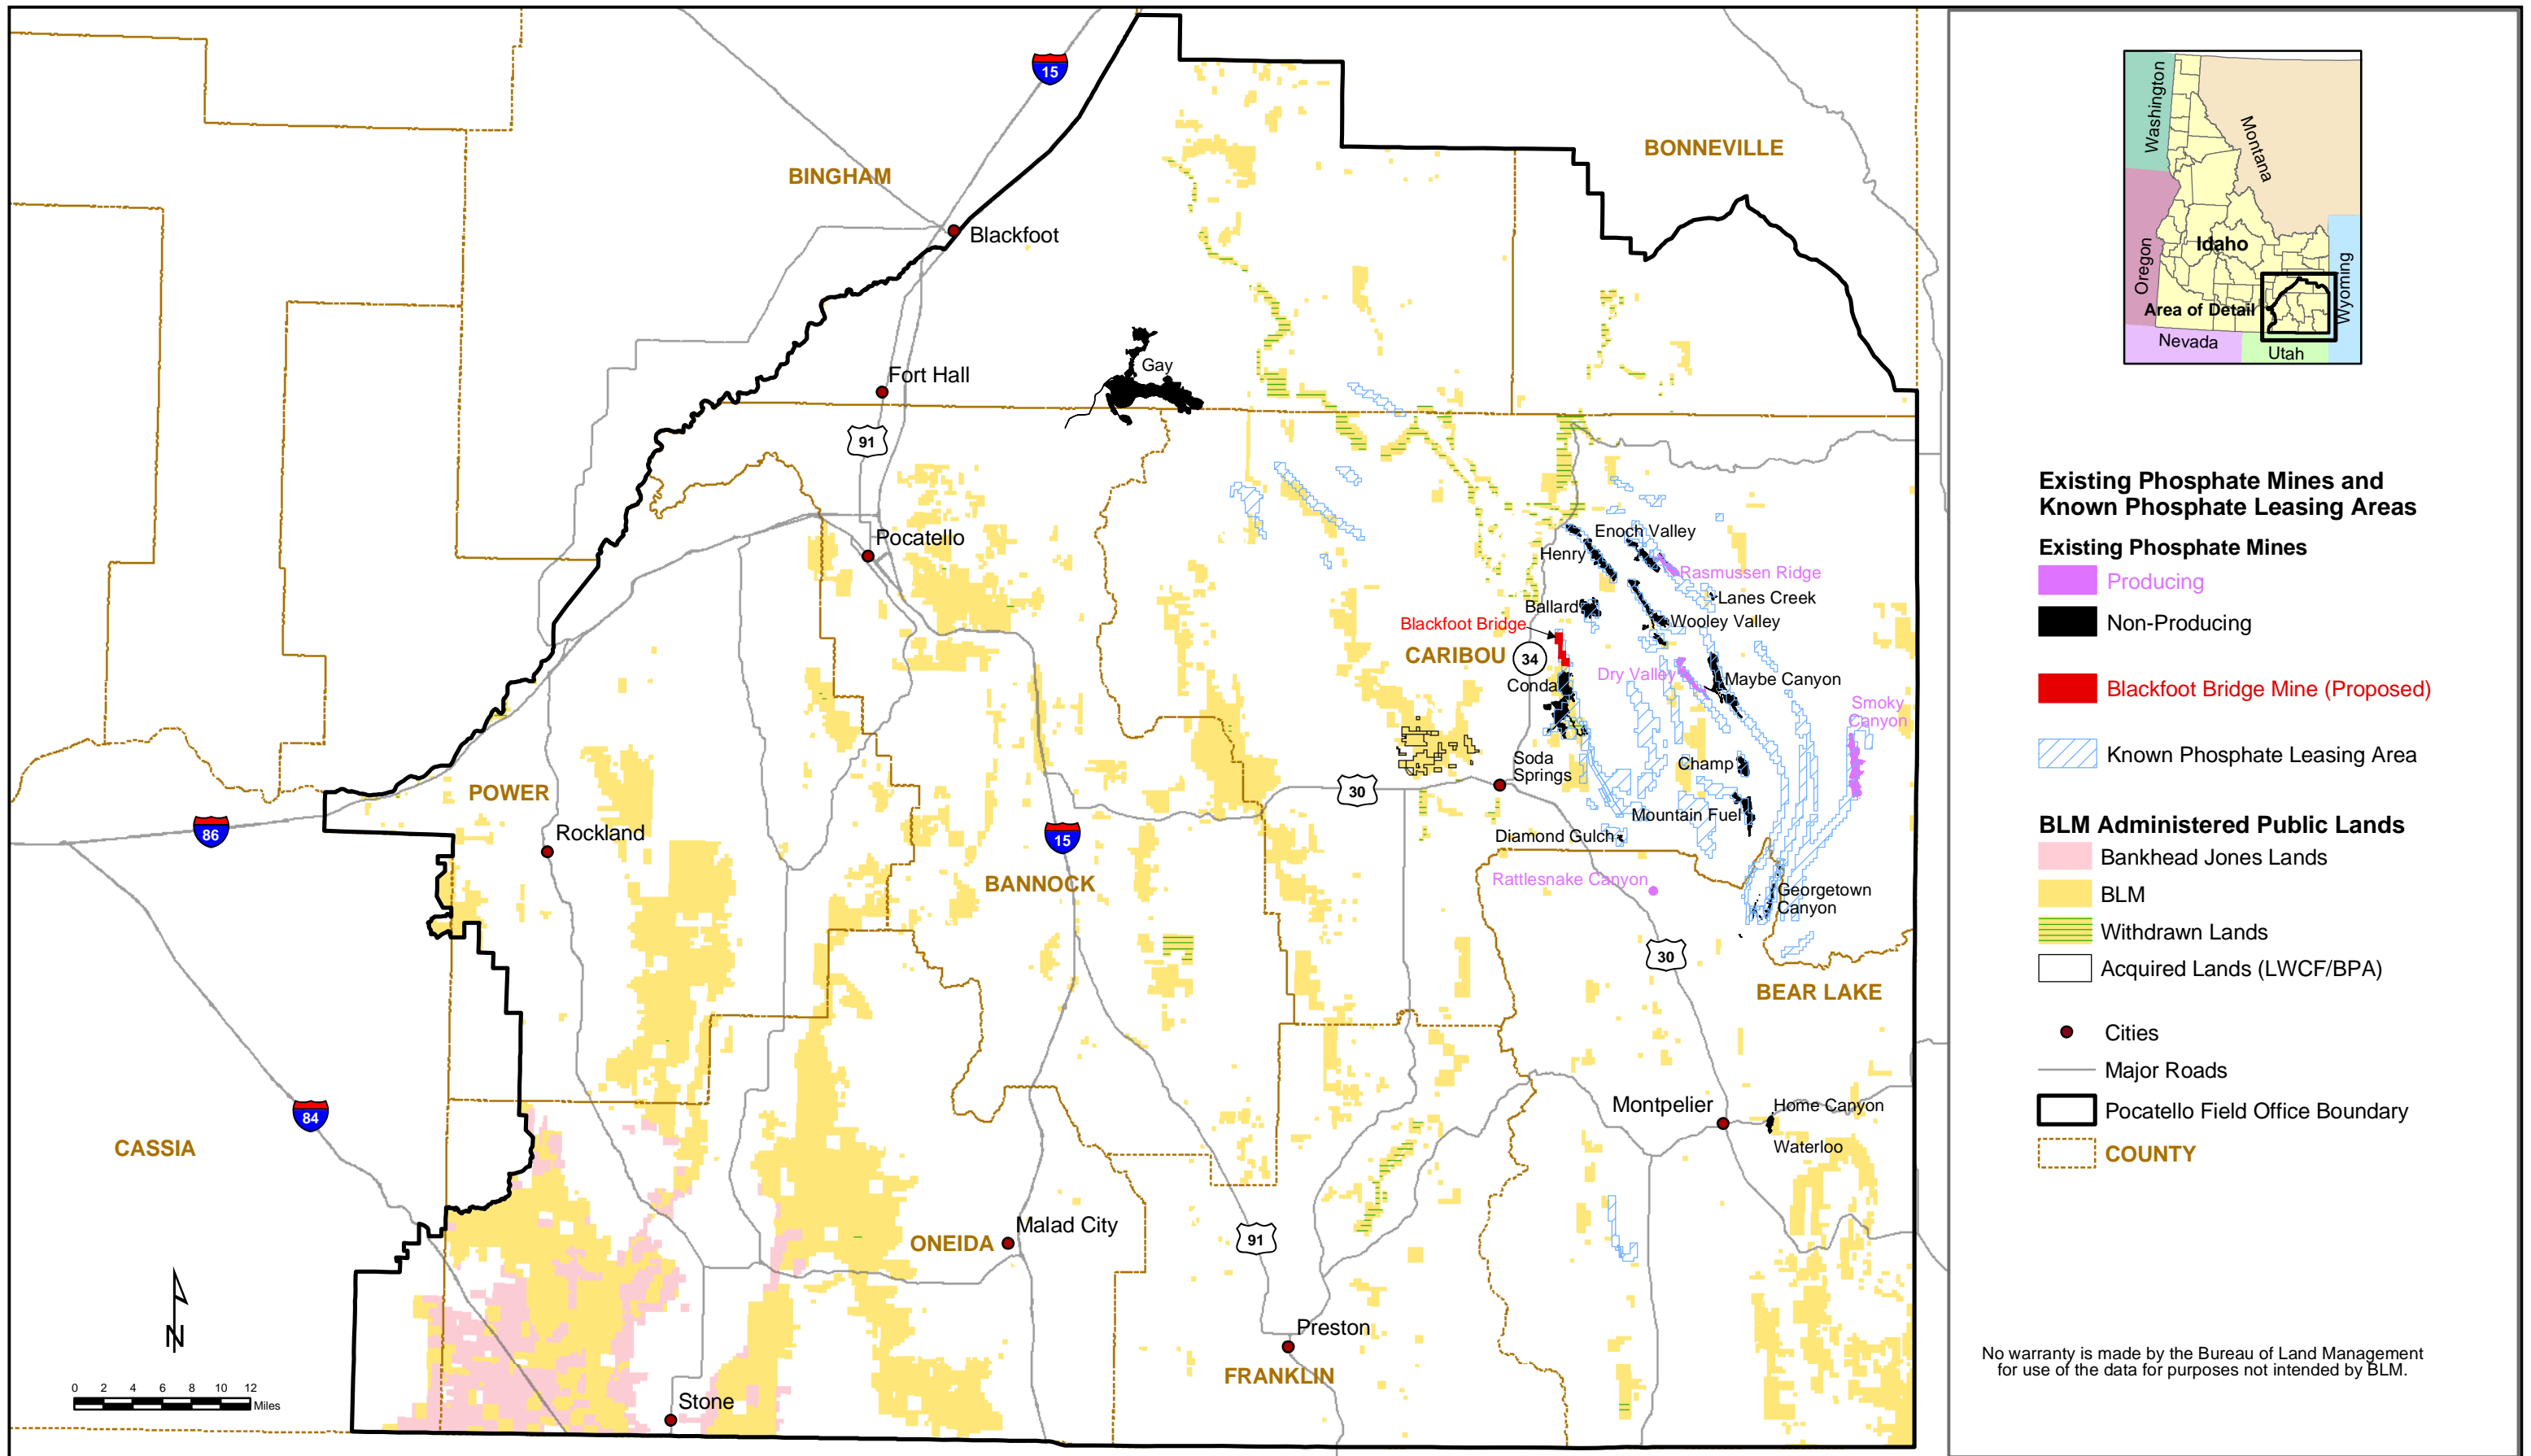 15
BONNEVILLE
BINGHAM
Blackfoot
Gay
Fort Hall
91
Pocatello
Enoch Valley
Henry
Rasmussen Ridge
Lanes Creek
Ballard
Wooley Valley
Blackfoot Bridge
CARIBOU
34
Dry Valley
Maybe Canyon
Conda
Smoky
Canyon
Soda
Springs
Champ
30
POWER
Mountain Fuel
86
Rockland
15
Diamond Gulch
BANNOCK
Rattlesnake Canyon
Georgetown
Canyon
30
BEAR LAKE
Montpelier
Home Canyon
84
CASSIA
Waterloo
Malad City
ONEIDA
91
N
Preston
FRANKLIN
Stone
0 2 4 6 8 10 12
Miles
Washington
Montana
Oregon
Idaho
Wyoming
Area of Detail
Nevada
Utah
Existing Phosphate Mines and
Known Phosphate Leasing Areas
Existing Phosphate Mines
Producing
Non-Producing
Blackfoot Bridge Mine (Proposed)
Known Phosphate Leasing Area
BLM Administered Public Lands
Bankhead Jones Lands
BLM
Withdrawn Lands
Acquired Lands (LWCF/BPA)
Cities
Major Roads
Pocatello Field Office Boundary
COUNTY
No warranty is made by the Bureau of Land Management
for use of the data for purposes not intended by BLM.